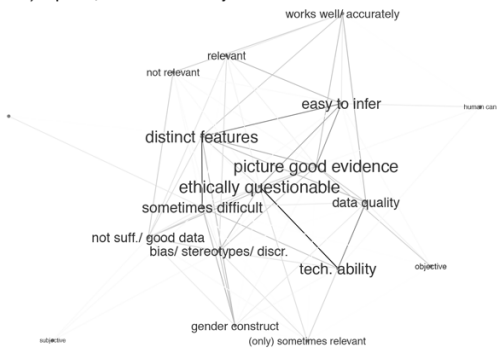 works well/ accurately
relevant
not relevant
easy to infer
human can
distinct features
picture good evidence
ethically questionable
sometimes difficult
data quality
not suff./ good data
bias/ stereotypes/ discr.
tech. ability
objective
gender construct
subjective
(only) sometimes relevant